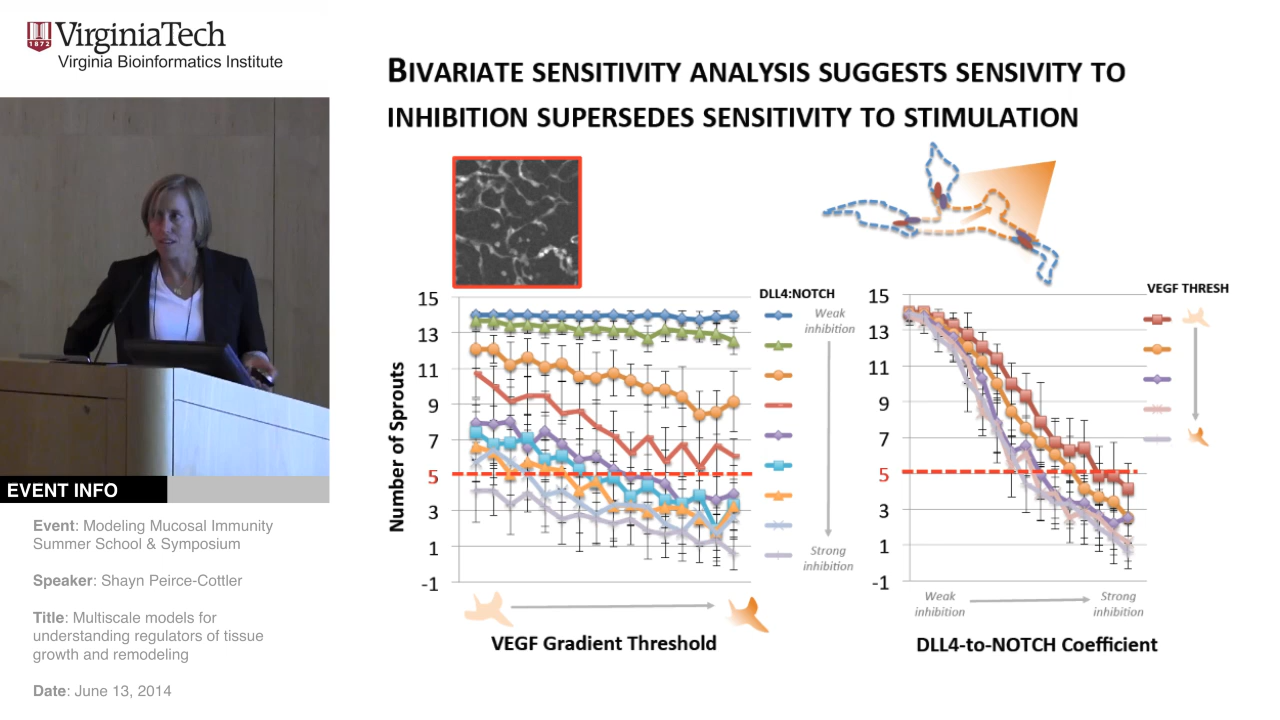 VirginiaTech
1872
Virginia Bioinformatics Institute
BIVARIATE SENSITIVITY ANALYSIS SUGGESTS SENSIVITY TO
INHIBITION SUPERSEDES SENSITIVITY TO STIMULATION
15
13
11
9
7
5
3
1
-1
Number of Sprouts
VEGF Gradient Threshold
DLL4:NOTCH
Weak
inhibition
Strong
inhibition
15
13
11
9
7
5
3
1
-1
Weak
inhibition
Strong
inhibition
DLL4-to-NOTCH Coefficient
VEGF THRESH
EVENT INFO
Event: Modeling Mucosal Immunity
Summer School & Symposium
Speaker: Shayn Peirce-Cottler
Title: Multiscale models for
understanding regulators of tissue
growth and remodeling
Date: June 13, 2014